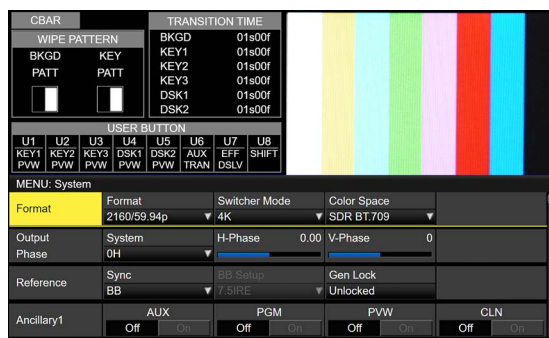 CBAR
WIPE PATTERN
BKGD KEY
PATT PATT
TRANSITION TIME
BKGD 01s00f
KEY1 01s00f
KEY2 01s00f
KEY3 01s00f
DSK1 01s00f
DSK2 01s00f
USER BUTTON
U1 U2 U3 U4 U5 U6 U7 U8
KEY1 KEY2 KEY3 DSK1 DSK2 AUX EFF SHIFT
PVW PVW PVW PVW PVW TRAN DSLV
MENU: System
Format
Format Switcher Mode Color Space
2160/59.94p 4K SDR BT.709
Output
Phase
System H-Phase 0.00 V-Phase 0
0H
Reference
Sync BB Setup Gen Lock
BB 7.5IRE Unlocked
Ancillary1
AUX PGM PVW CLN
Off On Off On Off On Off On